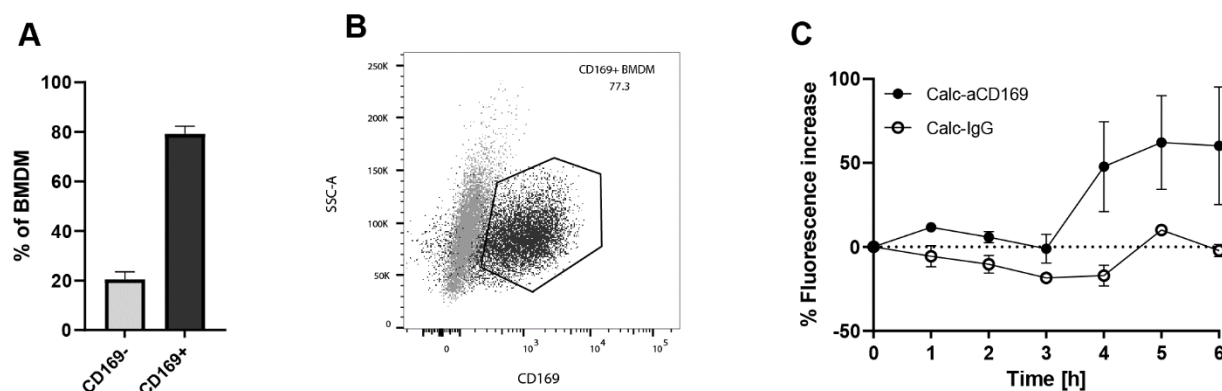 A
100
80
60
40
20
0
% of BMDM
CD169-
CD169+
B
CD169+ BMDM
77.3
250K
200K
150K
100K
50K
0
SSC-A
0
10³
10⁴
10⁵
CD169
C
Calc-aCD169
Calc-IgG
100
50
0
-50
% Fluorescence increase
0 1 2 3 4 5 6
Time [h]